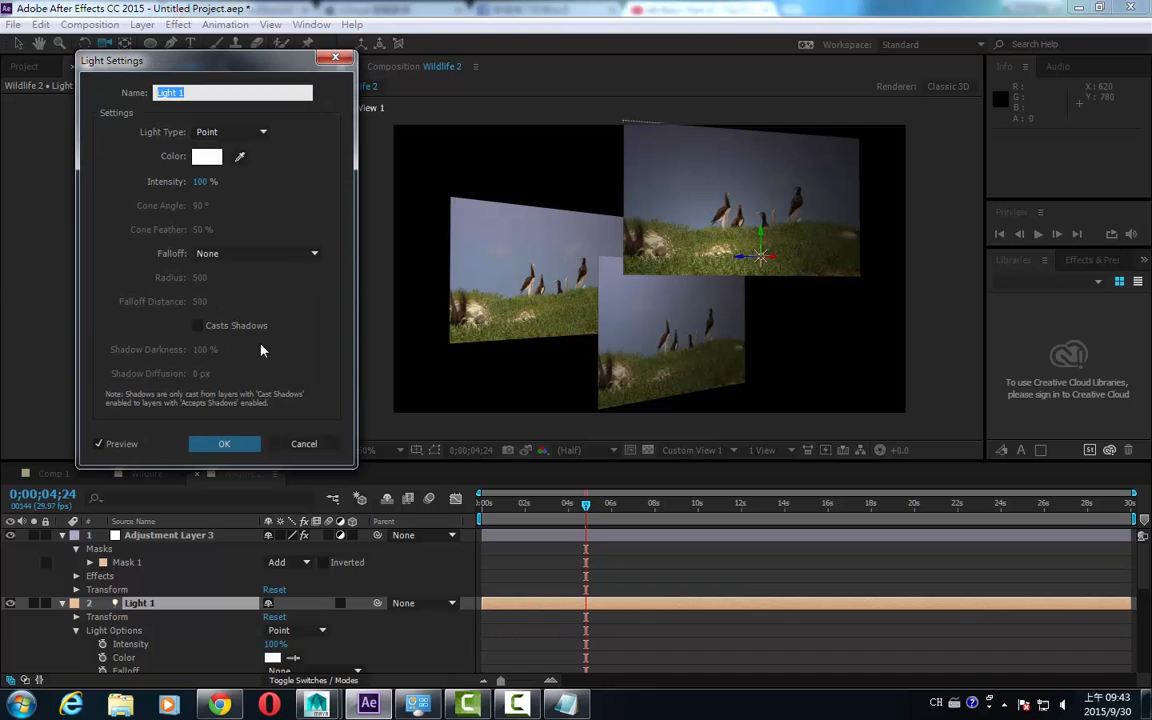 Adobe After Effects CC 2015 - Untitled Project.aep *
File Edit Composition Layer Effect Animation View Window Help
Workspace: Standard Search Help
Light Settings
Project
Composition Wildlife 2
Info Audio
Wildlife 2 • Light
Renderer: Classic 3D
Name: Light 1
Settings
Light Type: Point
Color:
Intensity: 100 %
Cone Angle: 90 °
Cone Feather: 50 %
Falloff: None
Radius: 500
Falloff Distance: 500
Casts Shadows
Shadow Darkness: 100 %
Shadow Diffusion: 0 px
Note: Shadows are only cast from layers with 'Cast Shadows'
enabled to layers with 'Accepts Shadows' enabled.
Preview OK Cancel
R: X: 620
G: Y: 780
B:
A: 0
Preview
Libraries Effects & Pre
To use Creative Cloud Libraries,
please sign in to Creative Cloud
0;00;04;24 (Half) Custom View 1 1 View +0.0
Comp 1
0;00;04;24
00144 (29.97 fps)
02s 04s 06s 08s 10s 12s 14s 16s 18s 20s 22s 24s 26s 28s 30s
# Source Name Parent
1 Adjustment Layer 3 None
Masks
Mask 1 Add Inverted
Effects
Transform Reset
2 Light 1 None
Transform Reset
Light Options Point
Intensity 100%
Color
Falloff None
Toggle Switches / Modes
CH
上午 09:43
2015/9/30